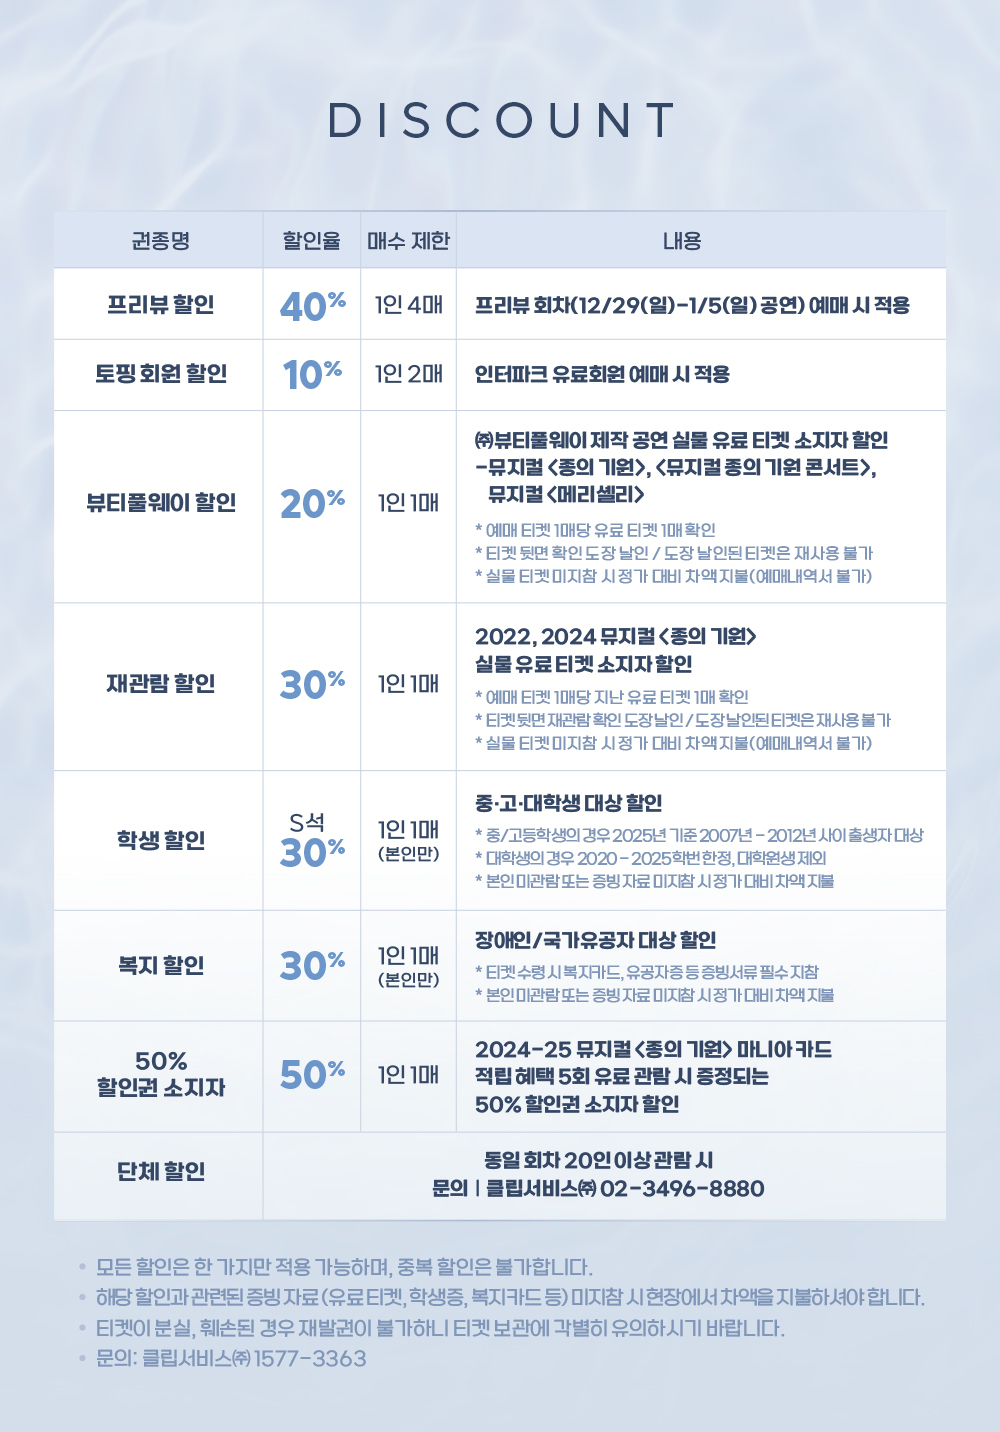 DISCOUNT
권종명 할인율 매수 제한 내용
프리뷰 할인 40% 1인 4매 프리뷰 회차(12/29(일)-1/5(일) 공연) 예매 시 적용
토핑 회원 할인 10% 1인 2매 인터파크 유료회원 예매 시 적용
뷰티풀웨이 할인 20% 1인 1매
㈜뷰티풀웨이 제작 공연 실물 유료 티켓 소지자 할인
-뮤지컬 <종의 기원>, <뮤지컬 종의 기원 콘서트>,
뮤지컬 <메리셸리>
* 예매 티켓 1매당 유료 티켓 1매 확인
* 티켓 뒷면 확인 도장 날인 / 도장 날인된 티켓은 재사용 불가
* 실물 티켓 미지참 시 정가 대비 차액 지불(예매내역서 불가)
재관람 할인 30% 1인 1매
2022, 2024 뮤지컬 <종의 기원>
실물 유료 티켓 소지자 할인
* 예매 티켓 1매당 지난 유료 티켓 1매 확인
* 티켓 뒷면 재관람 확인 도장 날인 / 도장 날인된 티켓은 재사용 불가
* 실물 티켓 미지참 시 정가 대비 차액 지불(예매내역서 불가)
학생 할인
S석
30%
1인 1매
(본인만)
중·고·대학생 대상 할인
* 중/고등학생의 경우 2025년 기준 2007년 - 2012년 사이 출생자 대상
* 대학생의 경우 2020 - 2025학번 한정, 대학원생 제외
* 본인 미관람 또는 증빙 자료 미지참 시 정가 대비 차액 지불
복지 할인 30%
1인 1매
(본인만)
장애인/국가유공자 대상 할인
* 티켓 수령 시 복지카드, 유공자증 등 증빙서류 필수 지참
* 본인 미관람 또는 증빙 자료 미지참 시 정가 대비 차액 지불
50%
할인권 소지자
50% 1인 1매
2024-25 뮤지컬 <종의 기원> 마니아 카드
적립 혜택 5회 유료 관람 시 증정되는
50% 할인권 소지자 할인
단체 할인
동일 회차 20인 이상 관람 시
문의 | 클립서비스㈜ 02-3496-8880
• 모든 할인은 한 가지만 적용 가능하며, 중복 할인은 불가합니다.
• 해당 할인과 관련된 증빙 자료 (유료 티켓, 학생증, 복지카드 등) 미지참 시 현장에서 차액을 지불하셔야 합니다.
• 티켓이 분실, 훼손된 경우 재발권이 불가하니 티켓 보관에 각별히 유의하시기 바랍니다.
• 문의: 클립서비스㈜ 1577-3363